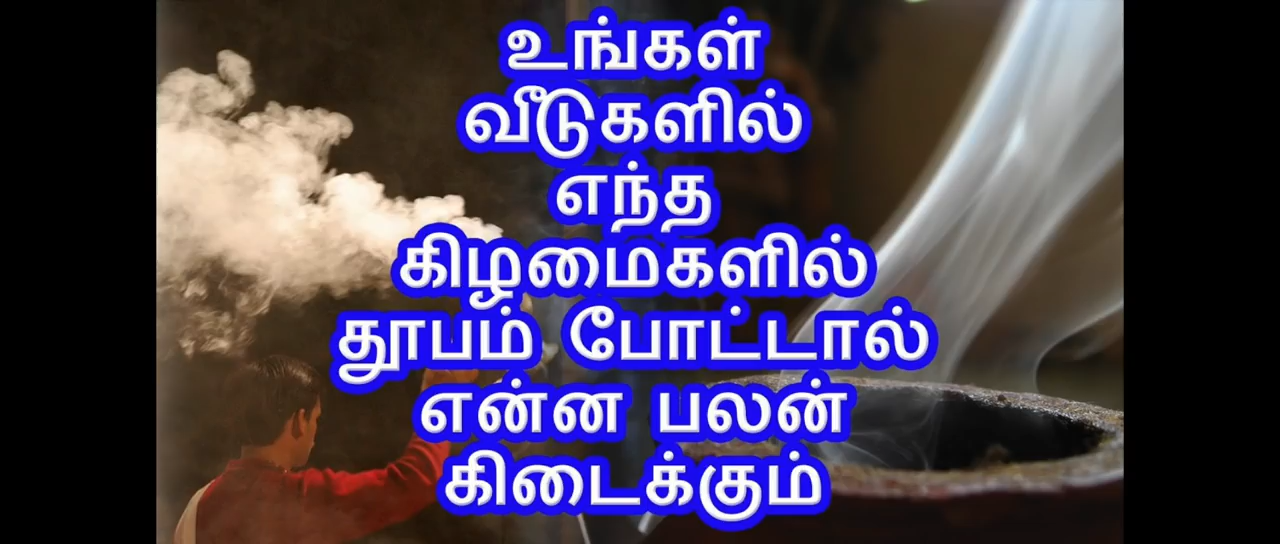 உங்கள்
வீடுகளில்
எந்த
கிழமைகளில்
தூபம் போட்டால்
என்ன பலன்
கிடைக்கும்